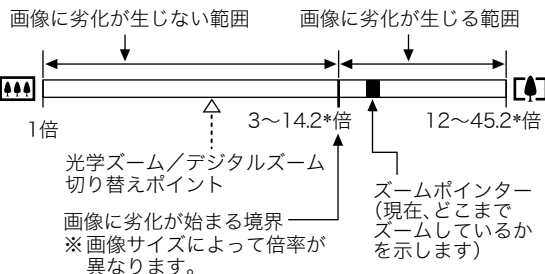 画像に劣化が生じない範囲
画像に劣化が生じる範囲
1倍
3～14.2*倍
12～45.2*倍
光学ズーム／デジタルズーム
切り替えポイント
画像に劣化が始まる境界
※画像サイズによって倍率が
異なります。
ズームポインター
(現在、どこまで
ズームしているか
を示します)